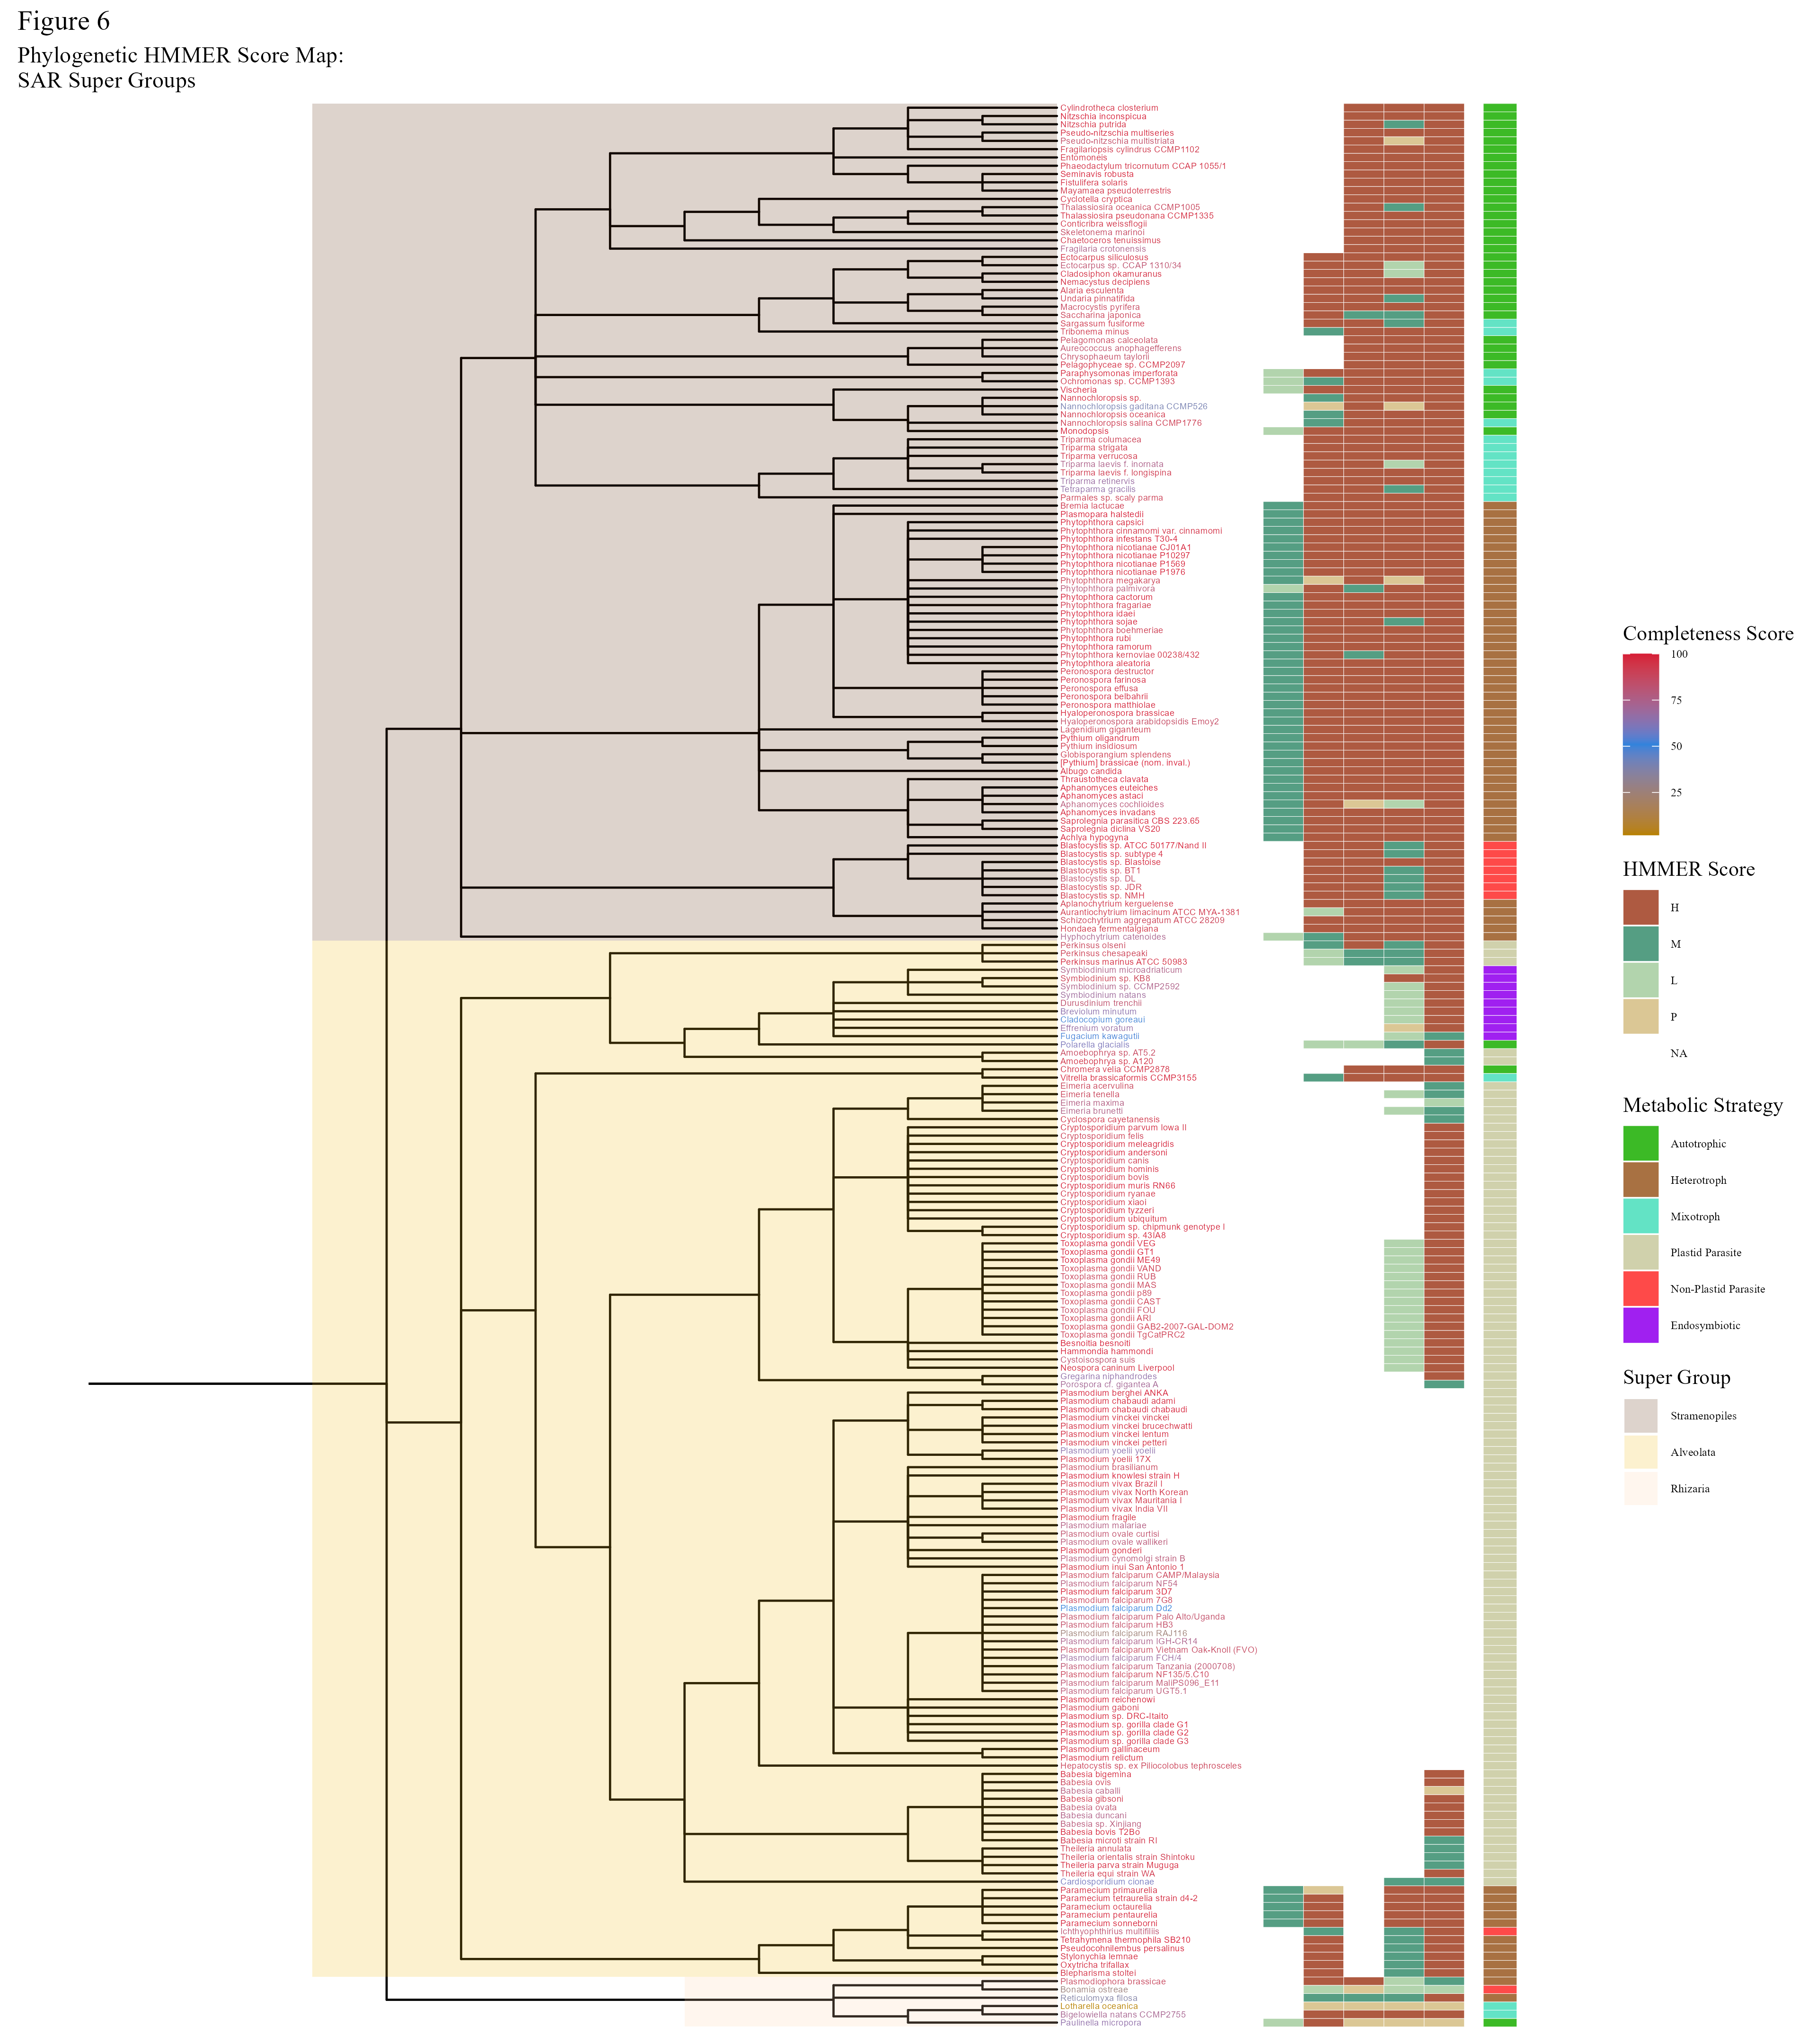 Figure 6
Phylogenetic HMMER Score Map:
SAR Super Groups
Cylindrotheca closterium
Nitzschia inconspicua
Nitzschia putrida
Pseudo-nitzschia multiseries
Pseudo-nitzschia multistriata
Fragilariopsis cylindrus CCMP1102
Entomoneis
Phaeodactylum tricornutum CCAP 1055/1
Seminavis robusta
Fistulifera solaris
Mayamaea pseudoterrestris
Cyclotella cryptica
Thalassiosira oceanica CCMP1005
Thalassiosira pseudonana CCMP1335
Conticribra weissflogii
Skeletonema marinoi
Chaetoceros tenuissimus
Fragilaria crotonensis
Ectocarpus siliculosus
Ectocarpus sp. CCAP 1310/34
Cladosiphon okamuranus
Nemacystus decipiens
Alaria esculenta
Undaria pinnatifida
Macrocystis pyrifera
Saccharina japonica
Sargassum fusiforme
Tribonema minus
Pelagomonas calceolata
Aureococcus anophagefferens
Chrysophaeum taylorii
Pelagophyceae sp. CCMP2097
Paraphysomonas imperforata
Ochromonas sp. CCMP1393
Vischeria
Nannochloropsis sp.
Nannochloropsis gaditana CCMP526
Nannochloropsis oceanica
Nannochloropsis salina CCMP1776
Monodopsis
Triparma columacea
Triparma strigata
Triparma verrucosa
Triparma laevis f. inornata
Triparma laevis f. longispina
Triparma retinervis
Tetraparma gracilis
Parmales sp. scaly parma
Bremia lactucae
Plasmopara halstedii
Phytophthora capsici
Phytophthora cinnamomi var. cinnamomi
Phytophthora infestans T30-4
Phytophthora nicotianae CJ01A1
Phytophthora nicotianae P10297
Phytophthora nicotianae P1569
Phytophthora nicotianae P1976
Phytophthora megakarya
Phytophthora palmivora
Phytophthora cactorum
Phytophthora fragariae
Phytophthora idaei
Phytophthora sojae
Phytophthora boehmeriae
Phytophthora rubi
Phytophthora ramorum
Phytophthora kernoviae 00238/432
Phytophthora aleatoria
Peronospora destructor
Peronospora farinosa
Peronospora effusa
Peronospora belbahrii
Peronospora matthiolae
Hyaloperonospora brassicae
Hyaloperonospora arabidopsidis Emoy2
Lagenidium giganteum
Pythium oligandrum
Pythium insidiosum
Globisporangium splendens
[Pythium] brassicae (nom. inval.)
Albugo candida
Thraustotheca clavata
Aphanomyces euteiches
Aphanomyces astaci
Aphanomyces cochlioides
Aphanomyces invadans
Saprolegnia parasitica CBS 223.65
Saprolegnia diclina VS20
Achlya hypogyna
Blastocystis sp. ATCC 50177/Nand II
Blastocystis sp. subtype 4
Blastocystis sp. Blastoise
Blastocystis sp. BT1
Blastocystis sp. DL
Blastocystis sp. JDR
Blastocystis sp. NMH
Aplanochytrium kerguelense
Aurantiochytrium limacinum ATCC MYA-1381
Schizochytrium aggregatum ATCC 28209
Hondaea fermentalgiana
Hyphochytrium catenoides
Perkinsus olseni
Perkinsus chesapeaki
Perkinsus marinus ATCC 50983
Symbiodinium microadriaticum
Symbiodinium sp. KB8
Symbiodinium sp. CCMP2592
Symbiodinium natans
Durusdinium trenchii
Breviolum minutum
Cladocopium goreaui
Effrenium voratum
Fugacium kawagutii
Polarella glacialis
Amoebophrya sp. AT5.2
Amoebophrya sp. A120
Chromera velia CCMP2878
Vitrella brassicaformis CCMP3155
Eimeria acervulina
Eimeria tenella
Eimeria maxima
Eimeria brunetti
Cyclospora cayetanensis
Cryptosporidium parvum Iowa II
Cryptosporidium felis
Cryptosporidium meleagridis
Cryptosporidium andersoni
Cryptosporidium canis
Cryptosporidium hominis
Cryptosporidium bovis
Cryptosporidium muris RN66
Cryptosporidium ryanae
Cryptosporidium xiaoi
Cryptosporidium tyzzeri
Cryptosporidium ubiquitum
Cryptosporidium sp. chipmunk genotype I
Cryptosporidium sp. 43IA8
Toxoplasma gondii VEG
Toxoplasma gondii GT1
Toxoplasma gondii ME49
Toxoplasma gondii VAND
Toxoplasma gondii RUB
Toxoplasma gondii MAS
Toxoplasma gondii p89
Toxoplasma gondii CAST
Toxoplasma gondii FOU
Toxoplasma gondii ARI
Toxoplasma gondii GAB2-2007-GAL-DOM2
Toxoplasma gondii TgCatPRC2
Besnoitia besnoiti
Hammondia hammondi
Cystoisospora suis
Neospora caninum Liverpool
Gregarina niphandrodes
Porospora cf. gigantea A
Plasmodium berghei ANKA
Plasmodium chabaudi adami
Plasmodium chabaudi chabaudi
Plasmodium vinckei vinckei
Plasmodium vinckei brucechwatti
Plasmodium vinckei lentum
Plasmodium vinckei petteri
Plasmodium yoelii yoelii
Plasmodium yoelii 17X
Plasmodium brasilianum
Plasmodium knowlesi strain H
Plasmodium vivax Brazil I
Plasmodium vivax North Korean
Plasmodium vivax Mauritania I
Plasmodium vivax India VII
Plasmodium fragile
Plasmodium malariae
Plasmodium ovale curtisi
Plasmodium ovale wallikeri
Plasmodium gonderi
Plasmodium cynomolgi strain B
Plasmodium inui San Antonio 1
Plasmodium falciparum CAMP/Malaysia
Plasmodium falciparum NF54
Plasmodium falciparum 3D7
Plasmodium falciparum 7G8
Plasmodium falciparum Dd2
Plasmodium falciparum Palo Alto/Uganda
Plasmodium falciparum HB3
Plasmodium falciparum RAJ116
Plasmodium falciparum IGH-CR14
Plasmodium falciparum Vietnam Oak-Knoll (FVO)
Plasmodium falciparum FCH/4
Plasmodium falciparum Tanzania (2000708)
Plasmodium falciparum NF135/5.C10
Plasmodium falciparum MaliPS096_E11
Plasmodium falciparum UGT5.1
Plasmodium reichenowi
Plasmodium gaboni
Plasmodium sp. DRC-Itaito
Plasmodium sp. gorilla clade G1
Plasmodium sp. gorilla clade G2
Plasmodium sp. gorilla clade G3
Plasmodium gallinaceum
Plasmodium relictum
Hepatocystis sp. ex Piliocolobus tephrosceles
Babesia bigemina
Babesia ovis
Babesia caballi
Babesia gibsoni
Babesia ovata
Babesia duncani
Babesia sp. Xinjiang
Babesia bovis T2Bo
Babesia microti strain RI
Theileria annulata
Theileria orientalis strain Shintoku
Theileria parva strain Muguga
Theileria equi strain WA
Cardiosporidium cionae
Paramecium primaurelia
Paramecium tetraurelia strain d4-2
Paramecium octaurelia
Paramecium pentaurelia
Paramecium sonneborni
Ichthyophthirius multifiliis
Tetrahymena thermophila SB210
Pseudocohnilembus persalinus
Stylonychia lemnae
Oxytricha trifallax
Blepharisma stoltei
Plasmodiophora brassicae
Bonamia ostreae
Reticulomyxa filosa
Lotharella oceanica
Bigelowiella natans CCMP2755
Paulinella micropora
Completeness Score
100
75
50
25
HMMER Score
H
M
L
P
NA
Metabolic Strategy
Autotrophic
Heterotroph
Mixotroph
Plastid Parasite
Non-Plastid Parasite
Endosymbiotic
Super Group
Stramenopiles
Alveolata
Rhizaria